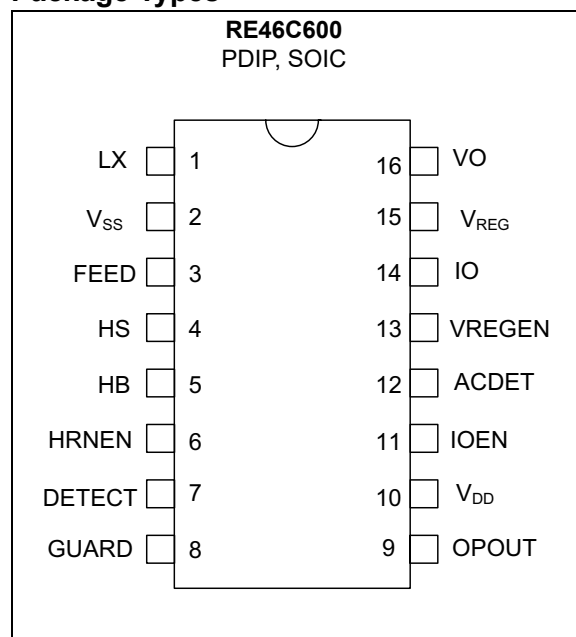 Package Types
RE46C600
PDIP, SOIC
LX 1 16 VO
VSS 2 15 VREG
FEED 3 14 IO
HS 4 13 VREGEN
HB 5 12 ACDET
HRNEN 6 11 IOEN
DETECT 7 10 VDD
GUARD 8 9 OPOUT